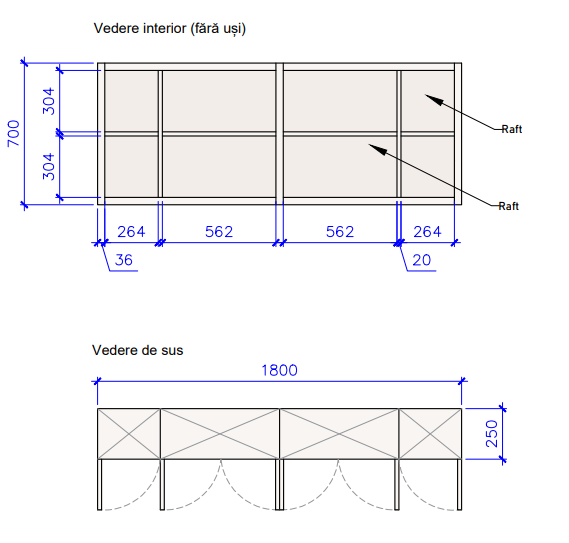 Vedere interior (fără uși)
304
700
Raft
304
Raft
264
562
562
264
36
20
Vedere de sus
1800
250